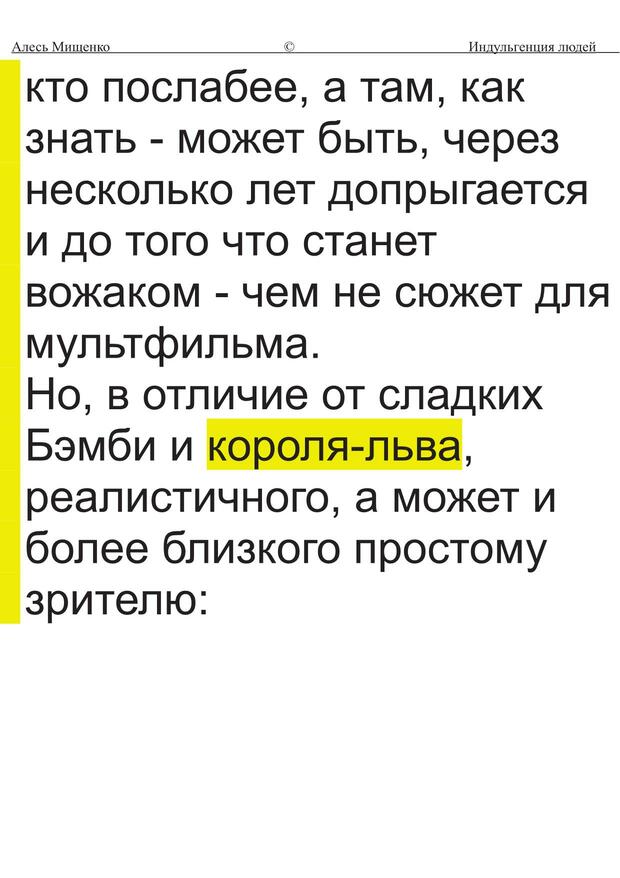 Алесь Мищенко © Индульгенция людей
кто послабее, а там, как
знать - может быть, через
несколько лет допрыгается
и до того что станет
вожаком - чем не сюжет для
мультфильма.
Но, в отличие от сладких
Бэмби и короля-льва,
реалистичного, а может и
более близкого простому
зрителю: